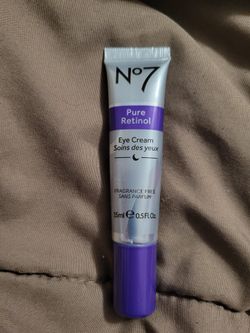 No7
Pure
Retinol
Eye Cream
Soins des yeux
FRAGRANCE FREE
SANS PARFUM
15ml ℮ 0.5Fl.Oz.